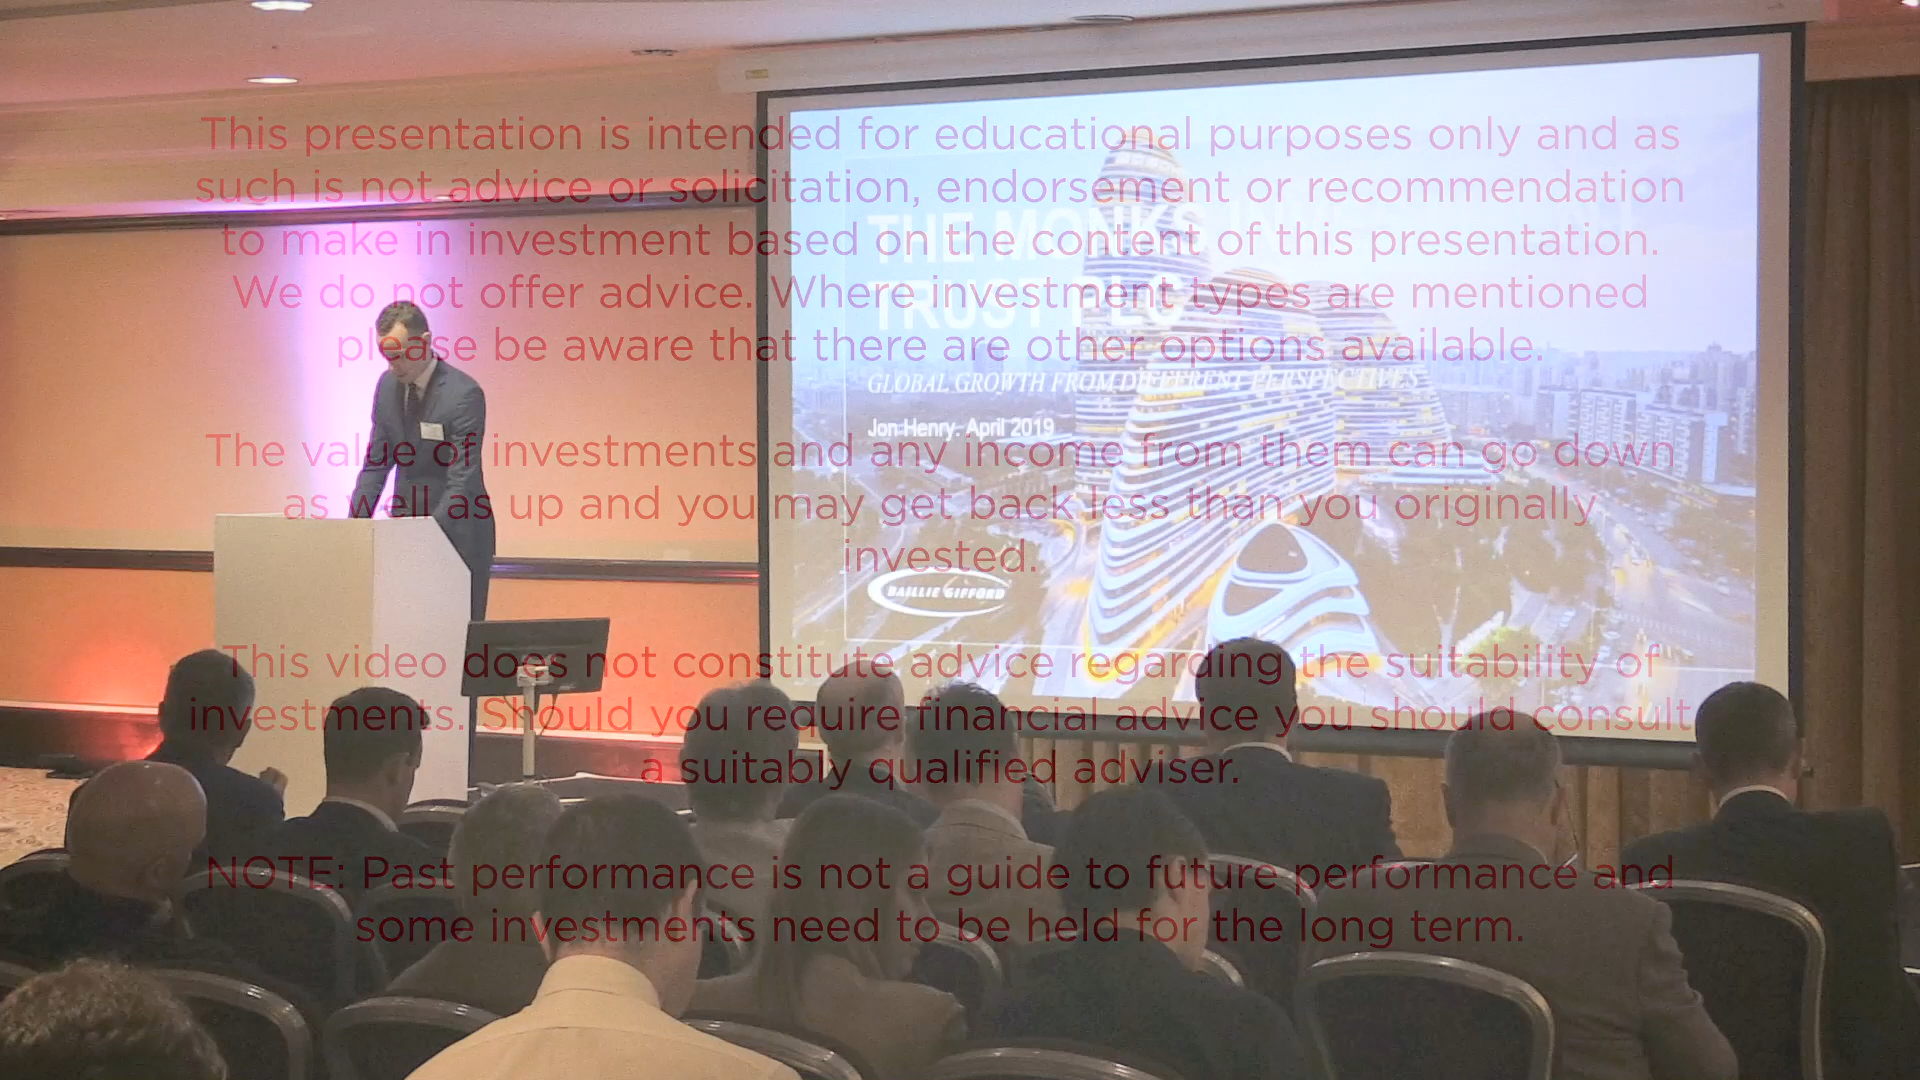 This presentation is intended for educational purposes only and as
such is not advice or solicitation, endorsement or recommendation
to make in investment based on the content of this presentation.
We do not offer advice. Where investment types are mentioned
please be aware that there are other options available.
The value of investments and any income from them can go down
as well as up and you may get back less than you originally
invested.
This video does not constitute advice regarding the suitability of
investments. Should you require financial advice you should consult
a suitably qualified adviser.
NOTE: Past performance is not a guide to future performance and
some investments need to be held for the long term.
THE MONKS INVESTMENT
TRUST PLC
GLOBAL GROWTH FROM DIFFERENT PERSPECTIVES
Jon Henry. April 2019
BAILLIE GIFFORD